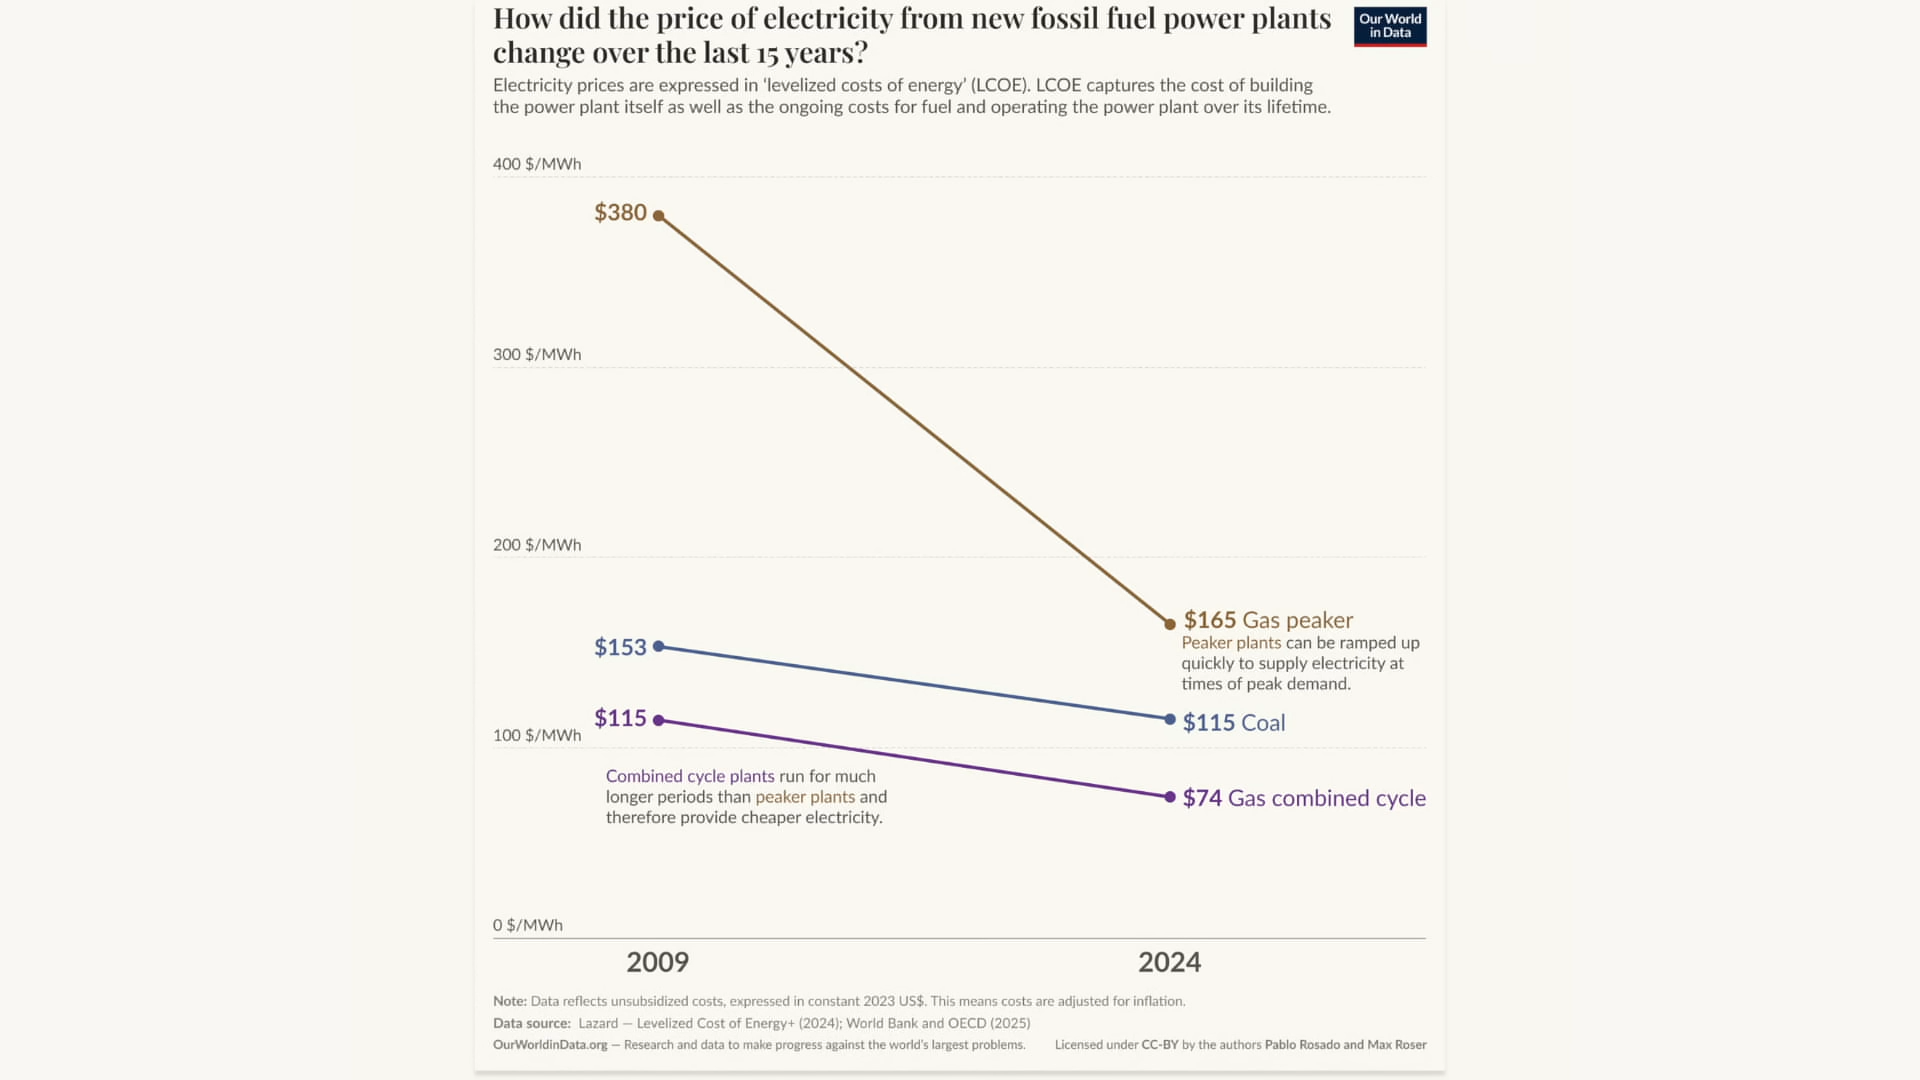 How did the price of electricity from new fossil fuel power plants
change over the last 15 years?
Our World
in Data
Electricity prices are expressed in ‘levelized costs of energy’ (LCOE). LCOE captures the cost of building
the power plant itself as well as the ongoing costs for fuel and operating the power plant over its lifetime.
400 $/MWh
$380
300 $/MWh
200 $/MWh
$165 Gas peaker
Peaker plants can be ramped up
quickly to supply electricity at
times of peak demand.
$153
$115 Coal
$115
100 $/MWh
Combined cycle plants run for much
longer periods than peaker plants and
therefore provide cheaper electricity.
$74 Gas combined cycle
0 $/MWh
2009
2024
Note: Data reflects unsubsidized costs, expressed in constant 2023 US$. This means costs are adjusted for inflation.
Data source: Lazard — Levelized Cost of Energy+ (2024); World Bank and OECD (2025)
OurWorldinData.org — Research and data to make progress against the world’s largest problems.
Licensed under CC-BY by the authors Pablo Rosado and Max Roser